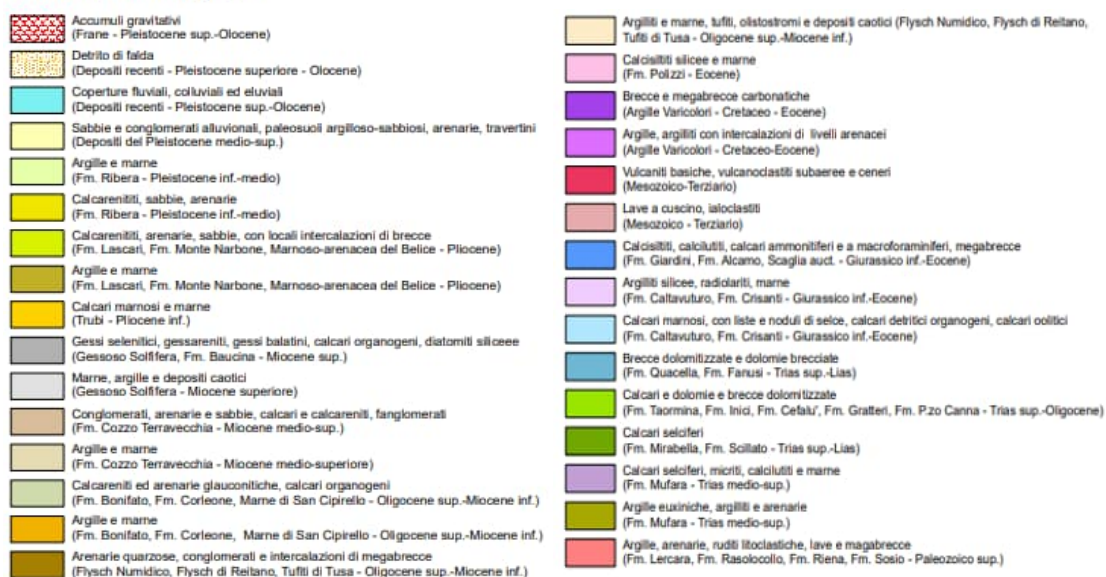 Accumuli gravitativi
(Frane - Pleistocene sup.-Olocene)
Detrito di falda
(Depositi recenti - Pleistocene superiore - Olocene)
Coperture fluviali, colluviali ed eluviali
(Depositi recenti - Pleistocene sup.-Olocene)
Sabbie e conglomerati alluvionali, paleosuoli argilloso-sabbiosi, arenarie, travertini
(Depositi del Pleistocene medio-sup.)
Argille e marne
(Fm. Ribera - Pleistocene inf.-medio)
Calcarenititi, sabbie, arenarie
(Fm. Ribera - Pleistocene inf.-medio)
Calcarenititi, arenarie, sabbie, con locali intercalazioni di brecce
(Fm. Lascari, Fm. Monte Narbone, Marnoso-arenacea del Belice - Pliocene)
Argille e marne
(Fm. Lascari, Fm. Monte Narbone, Marnoso-arenacea del Belice - Pliocene)
Calcari marnosi e marne
(Trubi - Pliocene inf.)
Gessi selenitici, gessareniti, gessi balatini, calcari organogeni, diatomiti siliceee
(Gessoso Solfifera, Fm. Baucina - Miocene sup.)
Marne, argille e depositi caotici
(Gessoso Solfifera - Miocene superiore)
Conglomerati, arenarie e sabbie, calcari e calcareniti, fanglomerati
(Fm. Cozzo Terravecchia - Miocene medio-sup.)
Argille e marne
(Fm. Cozzo Terravecchia - Miocene medio-superiore)
Calcareniti ed arenarie glauconitiche, calcari organogeni
(Fm. Bonifato, Fm. Corleone, Marne di San Cipirello - Oligocene sup.-Miocene inf.)
Argille e marne
(Fm. Bonifato, Fm. Corleone, Marne di San Cipirello - Oligocene sup.-Miocene inf.)
Arenarie quarzose, conglomerati e intercalazioni di megabrecce
(Flysch Numidico, Flysch di Reitano, Tufiti di Tusa - Oligocene sup.-Miocene inf.)
Argilliti e marne, tufiti, olistostromi e depositi caotici (Flysch Numidico, Flysch di Reitano,
Tufiti di Tusa - Oligocene sup.-Miocene inf.)
Calcisiltiti silicee e marne
(Fm. Polizzi - Eocene)
Brecce e megabrecce carbonatiche
(Argille Varicolori - Cretaceo - Eocene)
Argille, argilliti con intercalazioni di livelli arenacei
(Argille Varicolori - Cretaceo-Eocene)
Vulcaniti basiche, vulcanoclastiti subaeree e ceneri
(Mesozoico-Terziario)
Lave a cuscino, ialoclastiti
(Mesozoico - Terziario)
Calcisiltiti, calcilutiti, calcari ammonitiferi e a macroforaminiferi, megabrecce
(Fm. Giardini, Fm. Alcamo, Scaglia auct. - Giurassico inf.-Eocene)
Argilliti silicee, radiolariti, marne
(Fm. Caltavuturo, Fm. Crisanti - Giurassico inf.-Eocene)
Calcari marnosi, con liste e noduli di selce, calcari detritici organogeni, calcari oolitici
(Fm. Caltavuturo, Fm. Crisanti - Giurassico inf.-Eocene)
Brecce dolomitizzate e dolomie brecciate
(Fm. Quacella, Fm. Fanusi - Trias sup.-Lias)
Calcari e dolomie e brecce dolomitizzate
(Fm. Taormina, Fm. Inici, Fm. Cefalu', Fm. Gratteri, Fm. P.zo Canna - Trias sup.-Oligocene)
Calcari selciferi
(Fm. Mirabella, Fm. Scillato - Trias sup.-Lias)
Calcari selciferi, micriti, calcilutiti e marne
(Fm. Mufara - Trias medio-sup.)
Argille euxiniche, argilliti e arenarie
(Fm. Mufara - Trias medio-sup.)
Argille, arenarie, ruditi litoclastiche, lave e magabrecce
(Fm. Lercara, Fm. Rasolocollo, Fm. Riena, Fm. Sosio - Paleozoico sup.)